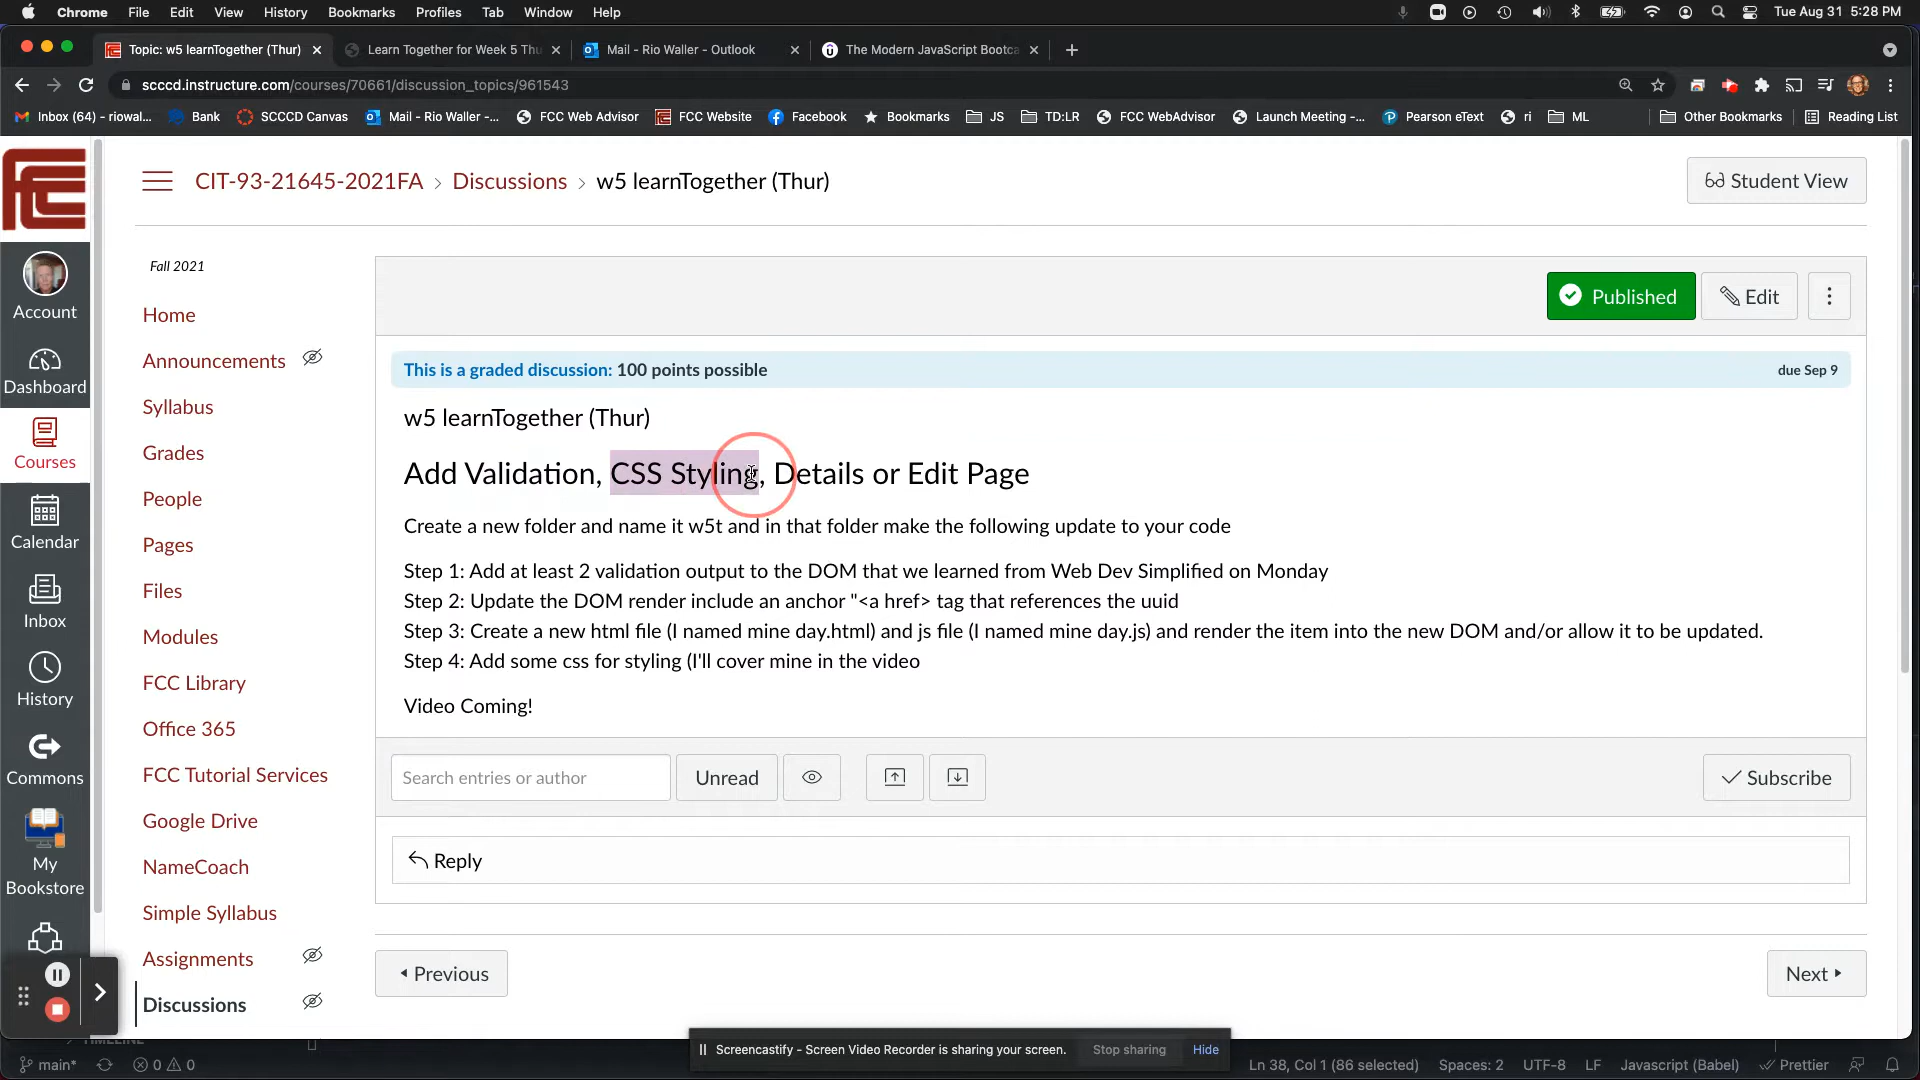 Chrome File Edit View History Bookmarks Profiles Tab Window Help Tue Aug 31 5:28 PM
Topic: w5 learnTogether (Thur) Learn Together for Week 5 Thu Mail - Rio Waller - Outlook The Modern JavaScript Bootca
scccd.instructure.com/courses/70661/discussion_topics/961543
Inbox (64) - riowal... Bank SCCCD Canvas Mail - Rio Waller -... FCC Web Advisor FCC Website Facebook Bookmarks JS TD:LR FCC WebAdvisor Launch Meeting -... Pearson eText ri ML Other Bookmarks Reading List
CIT-93-21645-2021FA › Discussions › w5 learnTogether (Thur)
Student View
Account
Dashboard
Courses
Calendar
Inbox
History
Commons
My
Bookstore
Fall 2021
Home
Announcements
Syllabus
Grades
People
Pages
Files
Modules
FCC Library
Office 365
FCC Tutorial Services
Google Drive
NameCoach
Simple Syllabus
Assignments
Discussions
Published Edit
This is a graded discussion: 100 points possible due Sep 9
w5 learnTogether (Thur)
Add Validation, CSS Styling, Details or Edit Page
Create a new folder and name it w5t and in that folder make the following update to your code
Step 1: Add at least 2 validation output to the DOM that we learned from Web Dev Simplified on Monday
Step 2: Update the DOM render include an anchor "<a href> tag that references the uuid
Step 3: Create a new html file (I named mine day.html) and js file (I named mine day.js) and render the item into the new DOM and/or allow it to be updated.
Step 4: Add some css for styling (I'll cover mine in the video
Video Coming!
Search entries or author Unread Subscribe
Reply
Previous Next
TIMELINE
Screencastify - Screen Video Recorder is sharing your screen. Stop sharing Hide
main* 0 0 Ln 38, Col 1 (86 selected) Spaces: 2 UTF-8 LF Javascript (Babel) Prettier